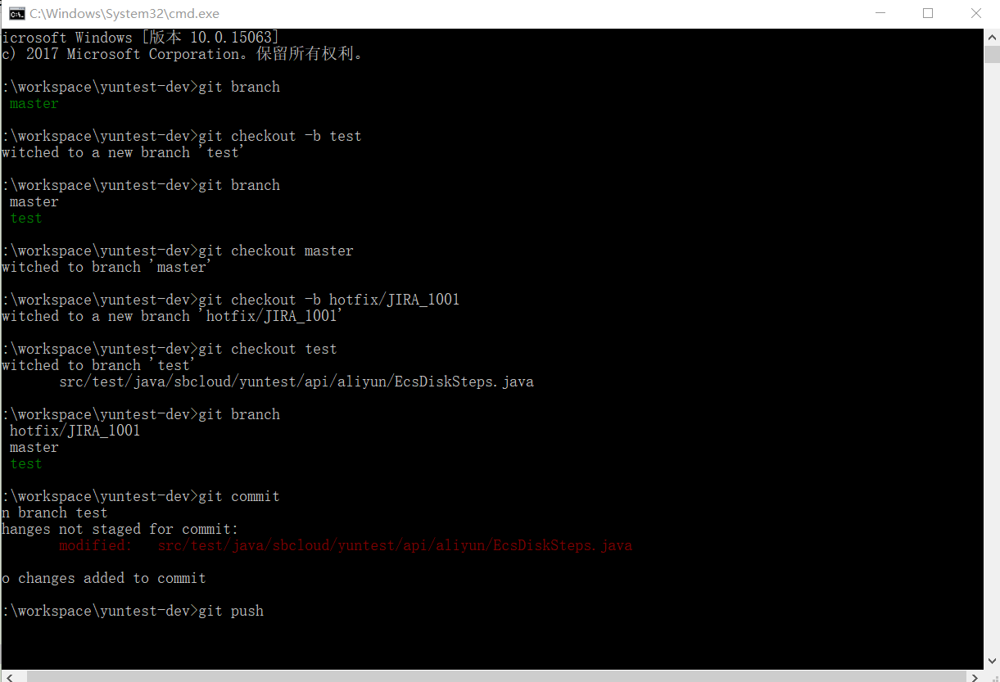 C:\Windows\System32\cmd.exe
icrosoft Windows [版本 10.0.15063]
c) 2017 Microsoft Corporation。保留所有权利。
:\workspace\yuntest-dev>git branch
master
:\workspace\yuntest-dev>git checkout -b test
witched to a new branch 'test'
:\workspace\yuntest-dev>git branch
master
test
:\workspace\yuntest-dev>git checkout master
witched to branch 'master'
:\workspace\yuntest-dev>git checkout -b hotfix/JIRA_1001
witched to a new branch 'hotfix/JIRA_1001'
:\workspace\yuntest-dev>git checkout test
witched to branch 'test'
src/test/java/sbcloud/yuntest/api/aliyun/EcsDiskSteps.java
:\workspace\yuntest-dev>git branch
hotfix/JIRA_1001
master
test
:\workspace\yuntest-dev>git commit
n branch test
hanges not staged for commit:
modified:   src/test/java/sbcloud/yuntest/api/aliyun/EcsDiskSteps.java
o changes added to commit
:\workspace\yuntest-dev>git push